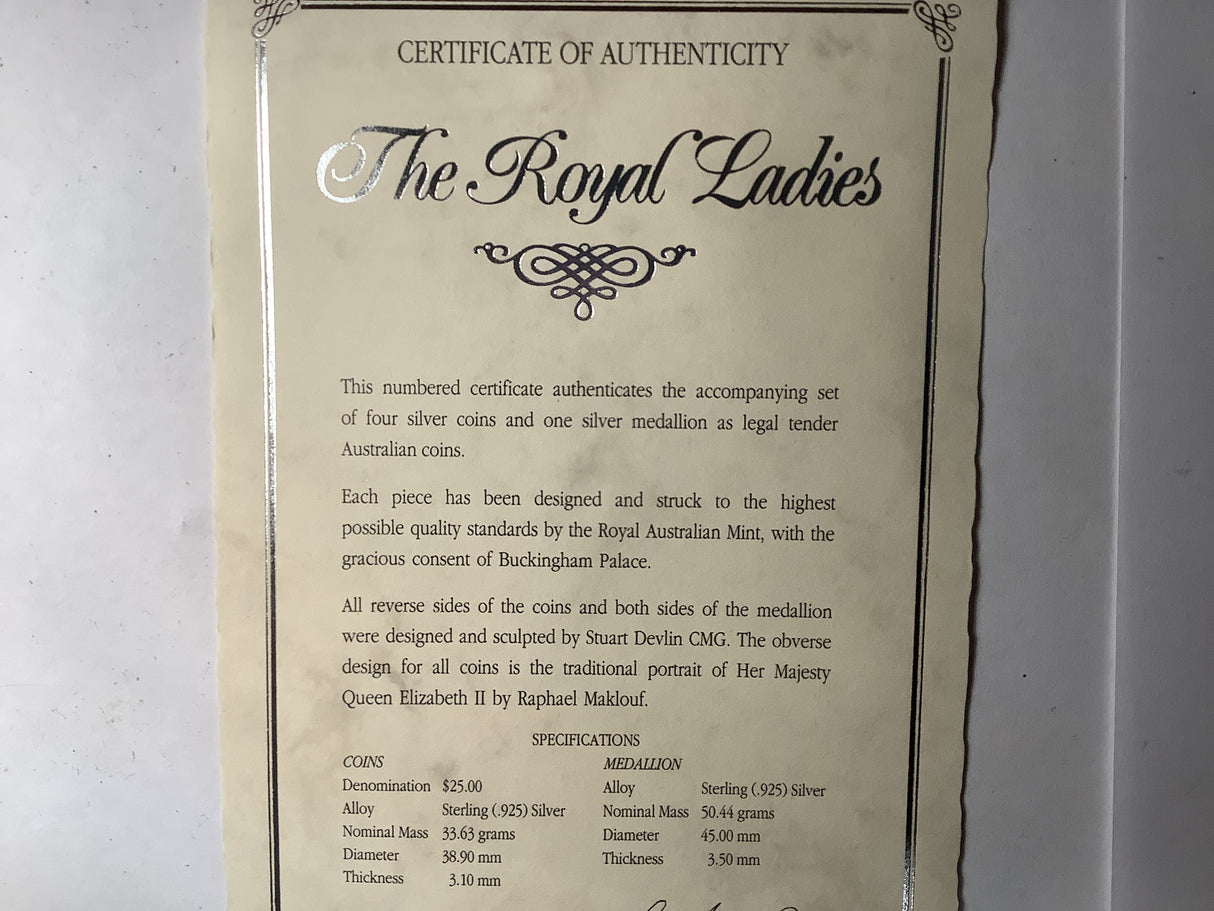 CERTIFICATE OF AUTHENTICITY
The Royal Ladies
This numbered certificate authenticates the accompanying set
of four silver coins and one silver medallion as legal tender
Australian coins.
Each piece has been designed and struck to the highest
possible quality standards by the Royal Australian Mint, with the
gracious consent of Buckingham Palace.
All reverse sides of the coins and both sides of the medallion
were designed and sculpted by Stuart Devlin CMG. The obverse
design for all coins is the traditional portrait of Her Majesty
Queen Elizabeth II by Raphael Maklouf.
SPECIFICATIONS
COINS
Denomination $25.00
Alloy Sterling (.925) Silver
Nominal Mass 33.63 grams
Diameter 38.90 mm
Thickness 3.10 mm
MEDALLION
Alloy Sterling (.925) Silver
Nominal Mass 50.44 grams
Diameter 45.00 mm
Thickness 3.50 mm